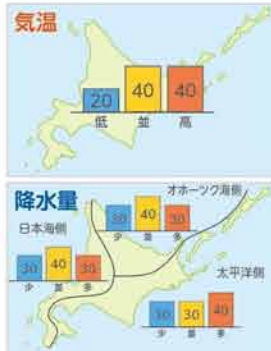 気温
20 40 40
低 並 高
降水量
オホーツク海側
30 40 30
少 並 多
日本海側
30 40 30
少 並 多
太平洋側
30 30 40
少 並 多